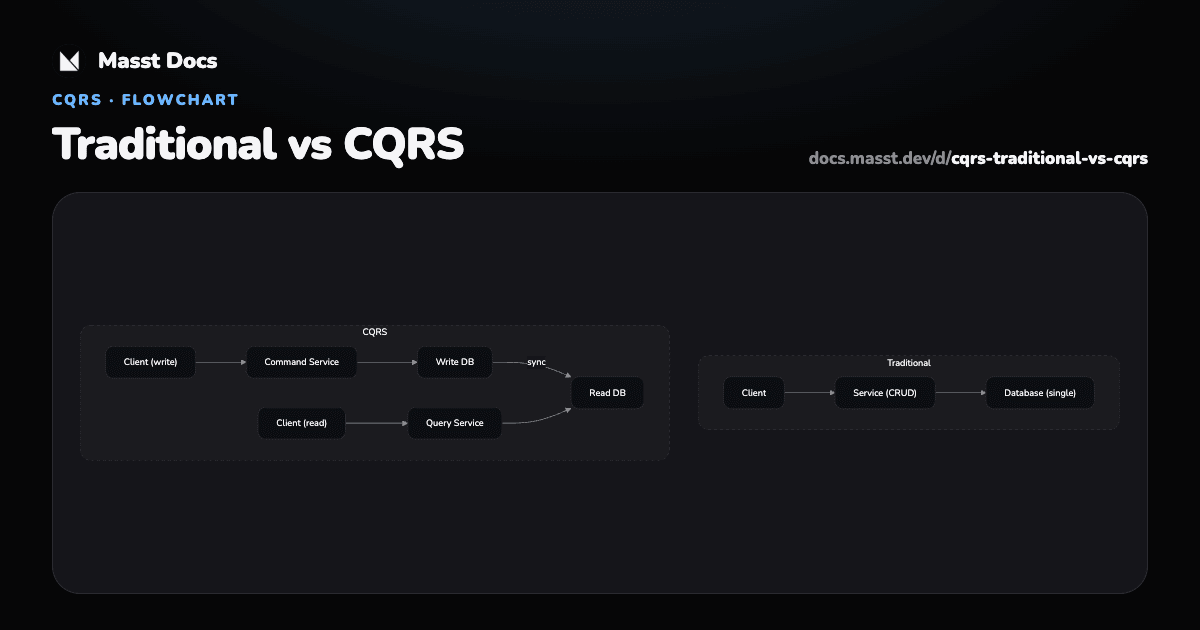 Masst Docs
CQRS · FLOWCHART
Traditional vs CQRS
docs.masst.dev/d/cqrs-traditional-vs-cqrs
CQRS
Client (write)
Command Service
Write DB
sync
Read DB
Client (read)
Query Service
Traditional
Client
Service (CRUD)
Database (single)